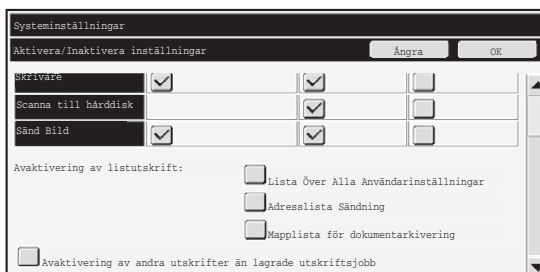 Systeminställningar
Aktivera/Inaktivera inställningar Ångra OK
Skrivare
Scanna till hårddisk
Sänd Bild
Avaktivering av listutskrift:
Lista Över Alla Användarinställningar
Adresslista Sändning
Mapplista för dokumentarkivering
Avaktivering av andra utskrifter än lagrade utskriftsjobb